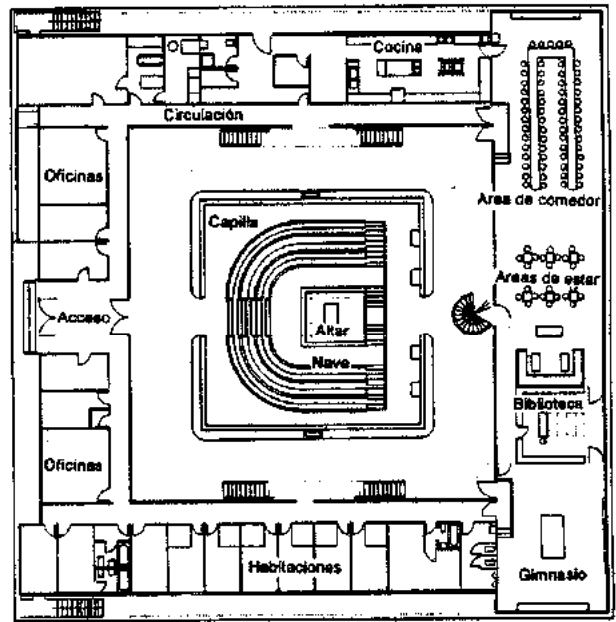 Cocina
Circulación
Oficinas
Area de comedor
Capilla
Areas de estar
Acceso
Altar
Nave
Biblioteca
Oficinas
Habitaciones
Gimnasio